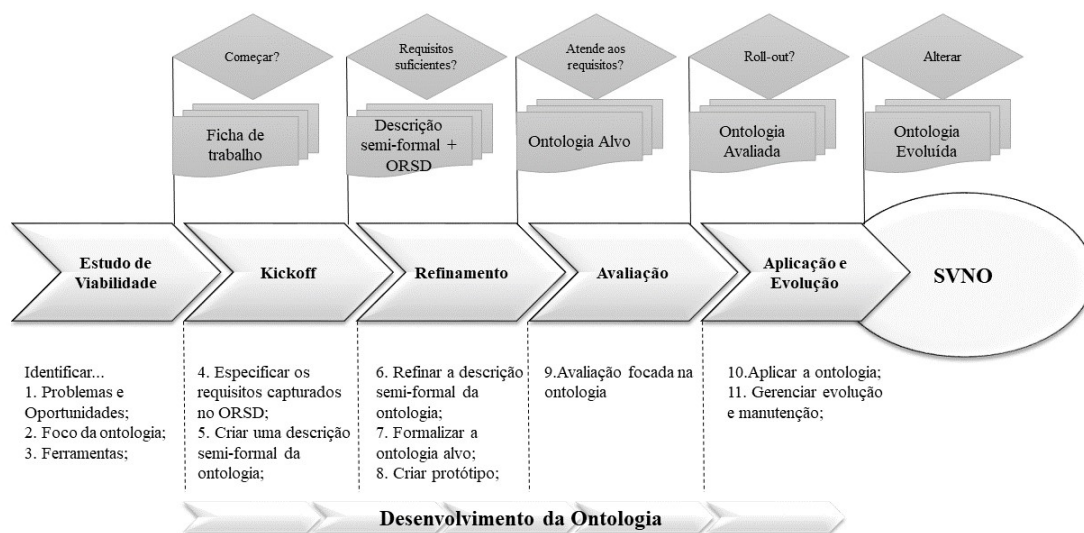 Começar?
Requisitos
suficientes?
Atende aos
requisitos?
Roll-out?
Alterar
Ficha de
trabalho
Descrição
semi-formal +
ORSD
Ontologia Alvo
Ontologia
Avaliada
Ontologia
Evoluída
Estudo de
Viabilidade
Kickoff
Refinamento
Avaliação
Aplicação e
Evolução
SVNO
Identificar...
1. Problemas e
Oportunidades;
2. Foco da ontologia;
3. Ferramentas;
4. Especificar os
requisitos capturados
no ORSD;
5. Criar uma descrição
semi-formal da
ontologia;
6. Refinar a descrição
semi-formal da
ontologia;
7. Formalizar a
ontologia alvo;
8. Criar protótipo;
9.Avaliação focada na
ontologia
10.Aplicar a ontologia;
11. Gerenciar evolução
e manutenção;
Desenvolvimento da Ontologia